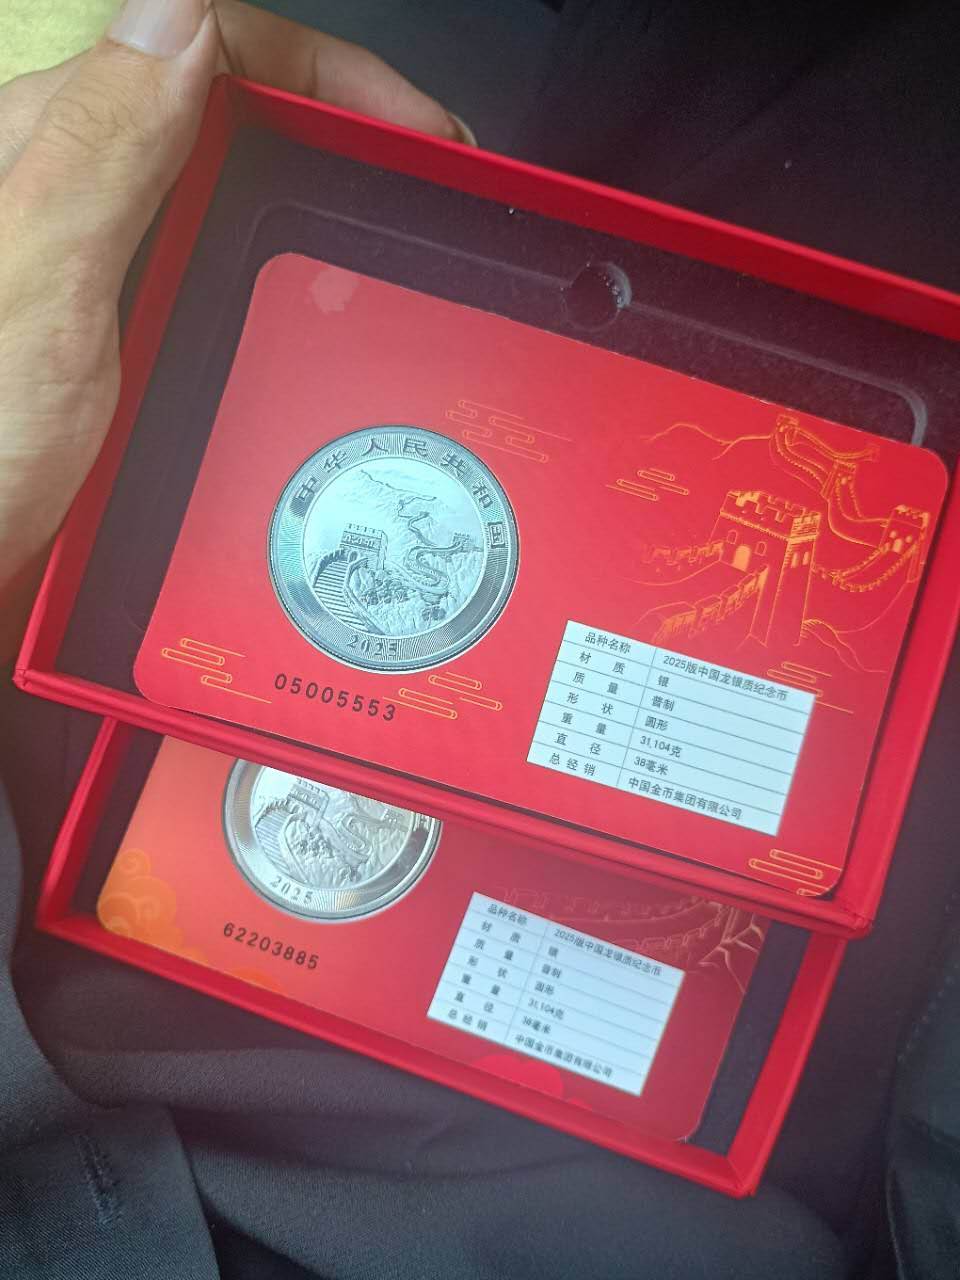 中华人民共和国
2025
05005553
品种名称 2025版中国龙银质纪念币
材质 银
质量 普制
形状 圆形
重量 31,104克
直径 38毫米
总经销 中国金币集团有限公司
2025
62203885
品种名称 2025版中国龙银质纪念币
材质 银
质量 普制
形状 圆形
重量 31,104克
直径 38毫米
总经销 中国金币集团有限公司